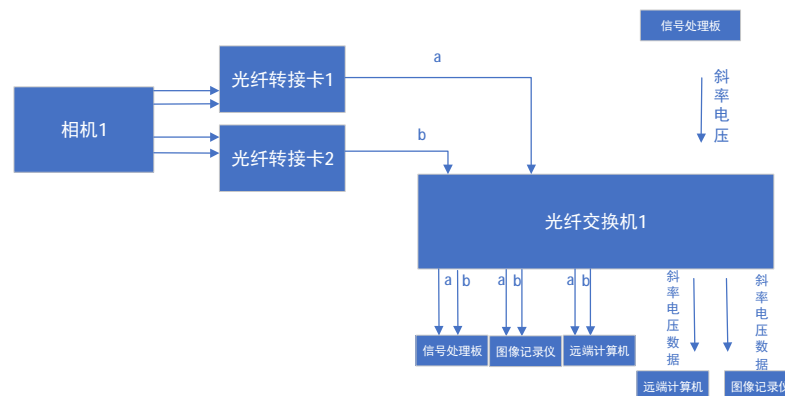 信号处理板
a
光纤转接卡1
斜率电压
相机1
b
光纤转接卡2
光纤交换机1
a
b
a
b
a
b
斜率电压数据
斜率电压数据
信号处理板
图像记录仪
远端计算机
远端计算机
图像记录仪